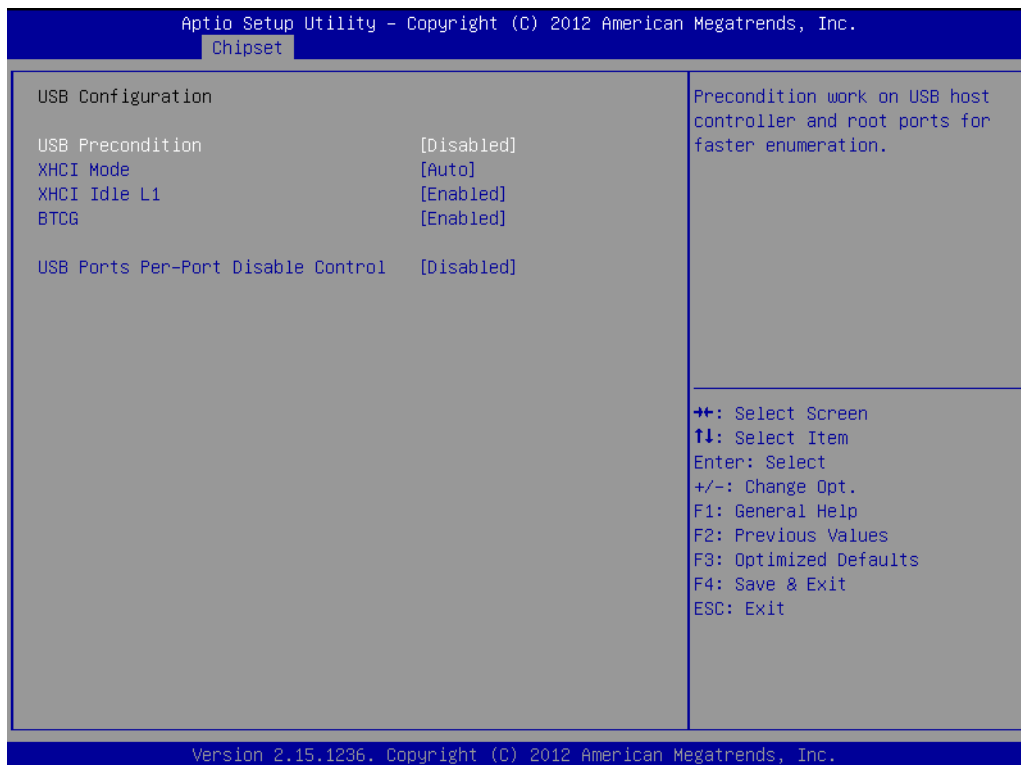 Aptio Setup Utility – Copyright (C) 2012 American Megatrends, Inc.
Chipset
USB Configuration
USB Precondition [Disabled]
XHCI Mode [Auto]
XHCI Idle L1 [Enabled]
BTCG [Enabled]
USB Ports Per-Port Disable Control [Disabled]
Precondition work on USB host
controller and root ports for
faster enumeration.
→←: Select Screen
↑↓: Select Item
Enter: Select
+/-: Change Opt.
F1: General Help
F2: Previous Values
F3: Optimized Defaults
F4: Save & Exit
ESC: Exit
Version 2.15.1236. Copyright (C) 2012 American Megatrends, Inc.